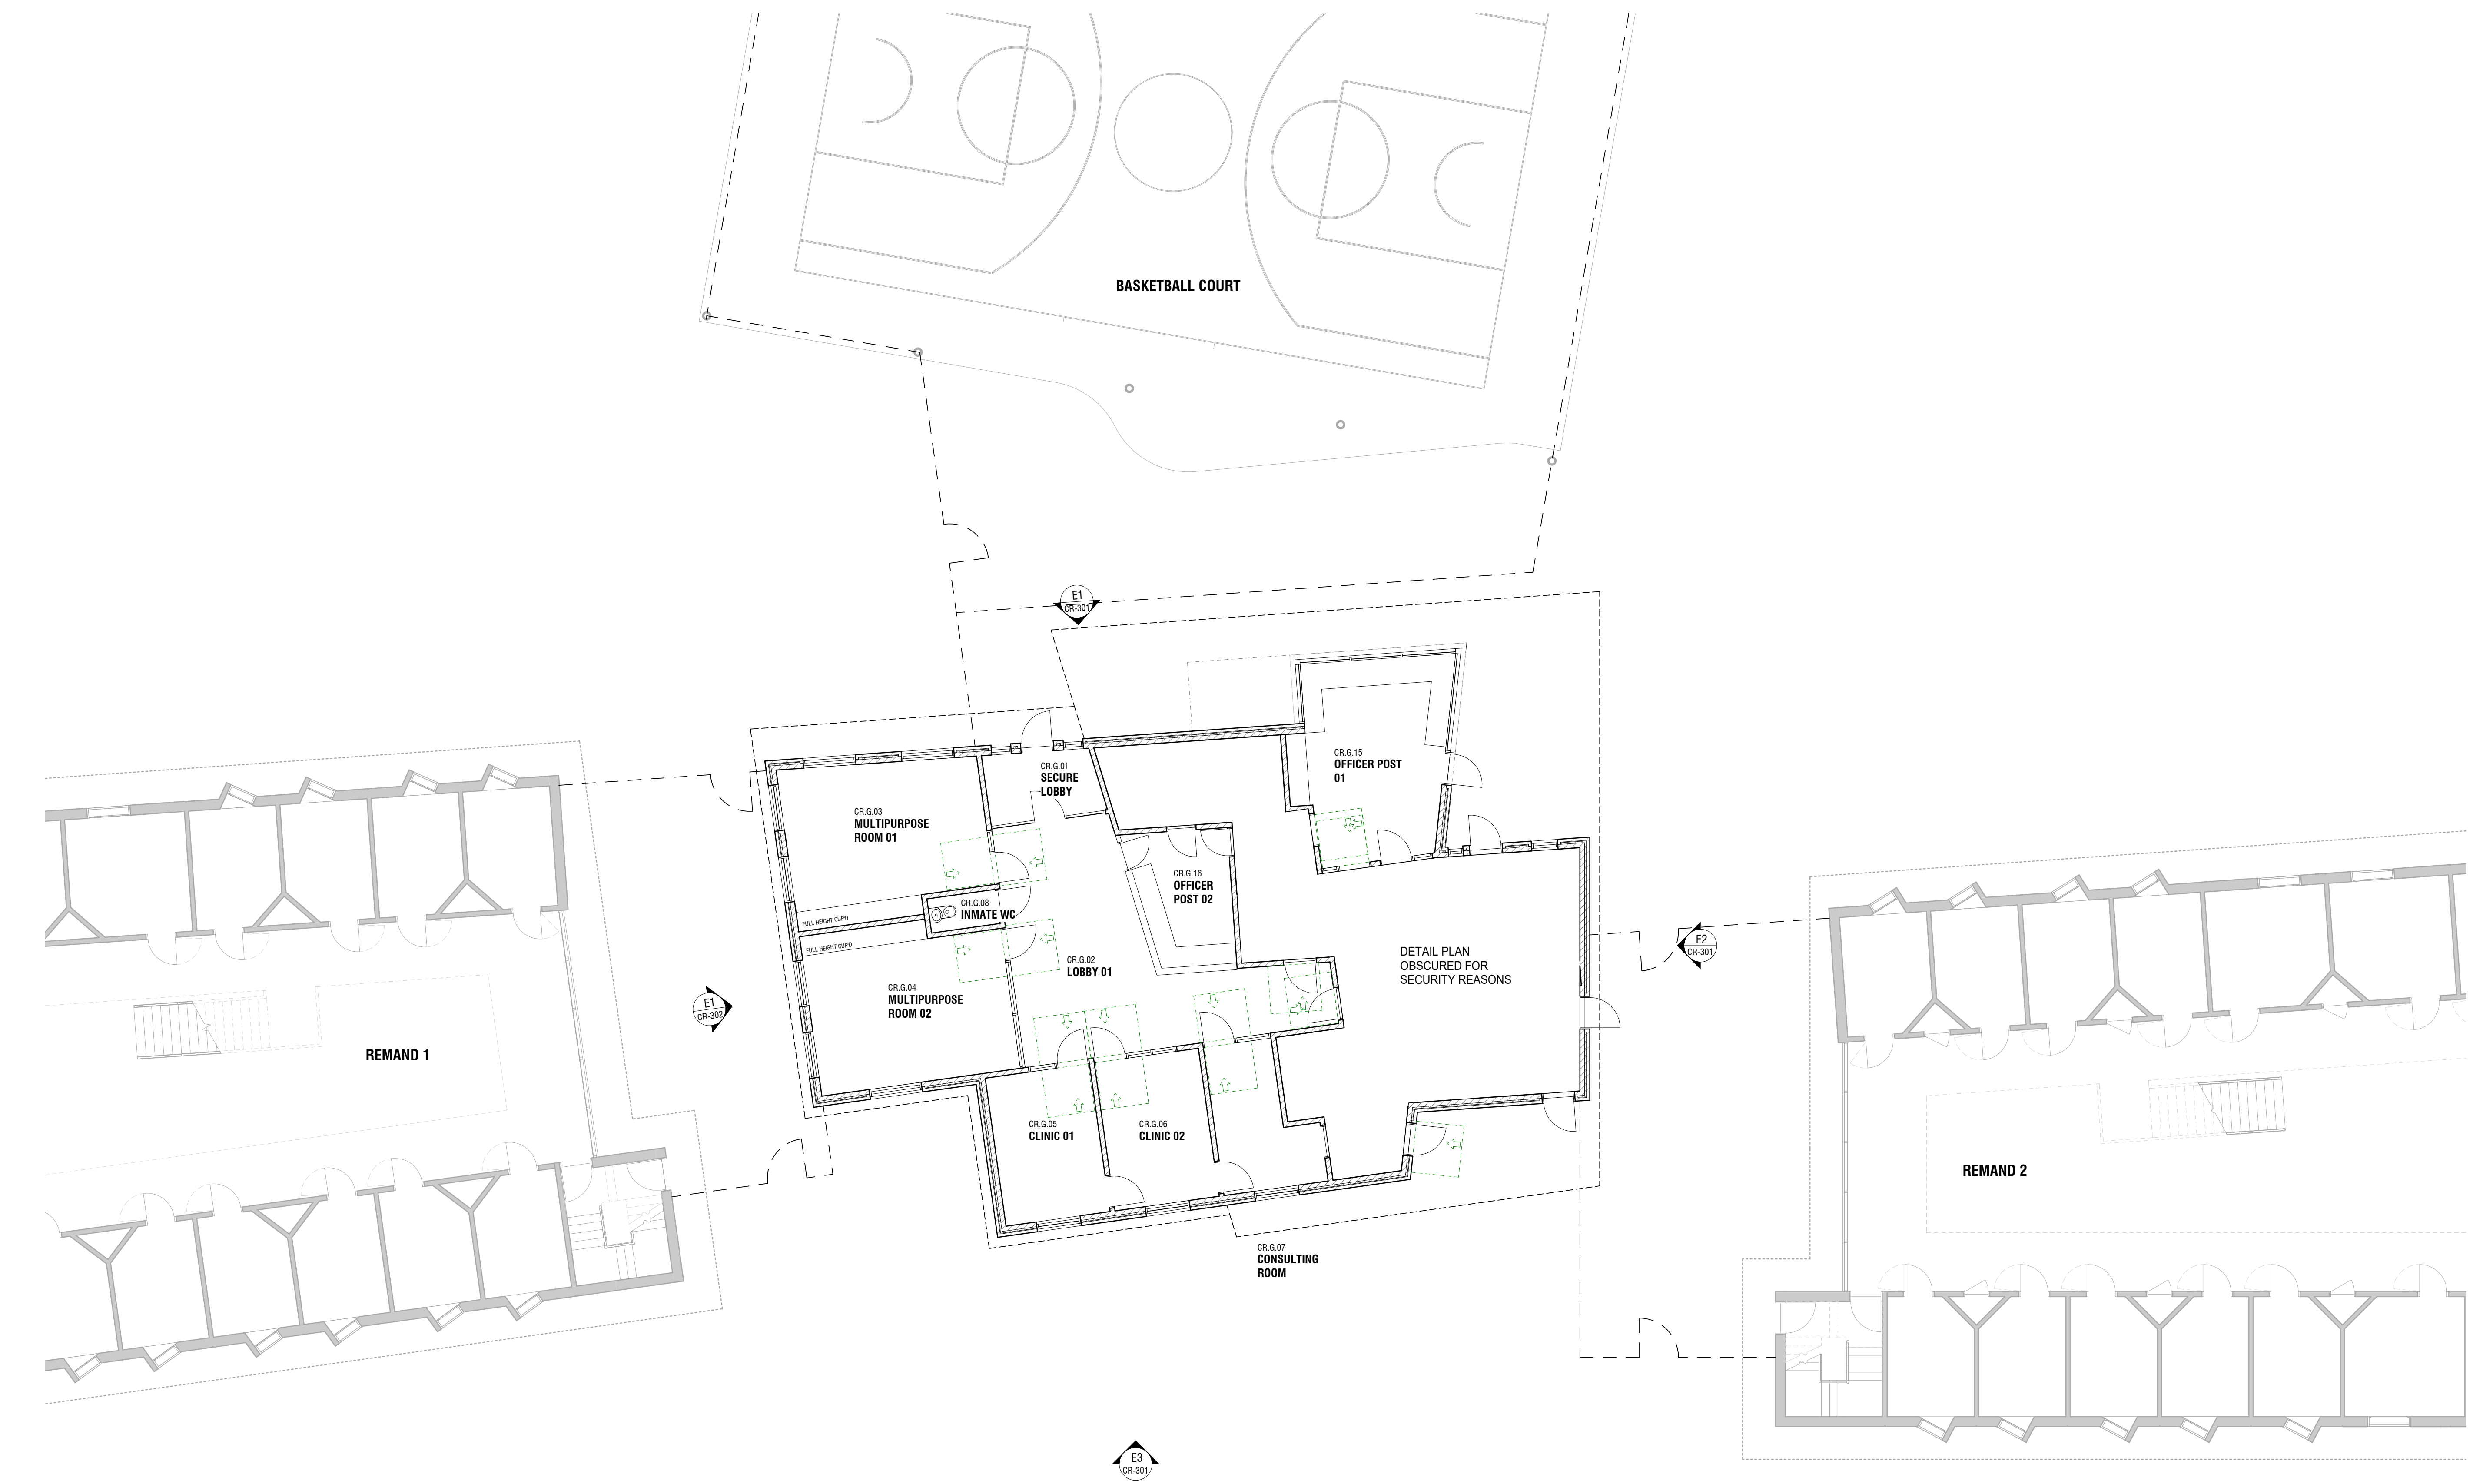 BASKETBALL COURT
E1
CR-301
CR.G.15
OFFICER POST
01
CR.G.01
SECURE
LOBBY
CR.G.03
MULTIPURPOSE
ROOM 01
CR.G.16
OFFICER
POST 02
CR.G.08
INMATE WC
FULL HEIGHT CUP'D
FULL HEIGHT CUP'D
E2
CR-301
DETAIL PLAN
OBSCURED FOR
SECURITY REASONS
CR.G.02
LOBBY 01
CR.G.04
MULTIPURPOSE
ROOM 02
E1
CR-302
REMAND 1
CR.G.05
CLINIC 01
CR.G.06
CLINIC 02
REMAND 2
CR.G.07
CONSULTING
ROOM
E3
CR-301